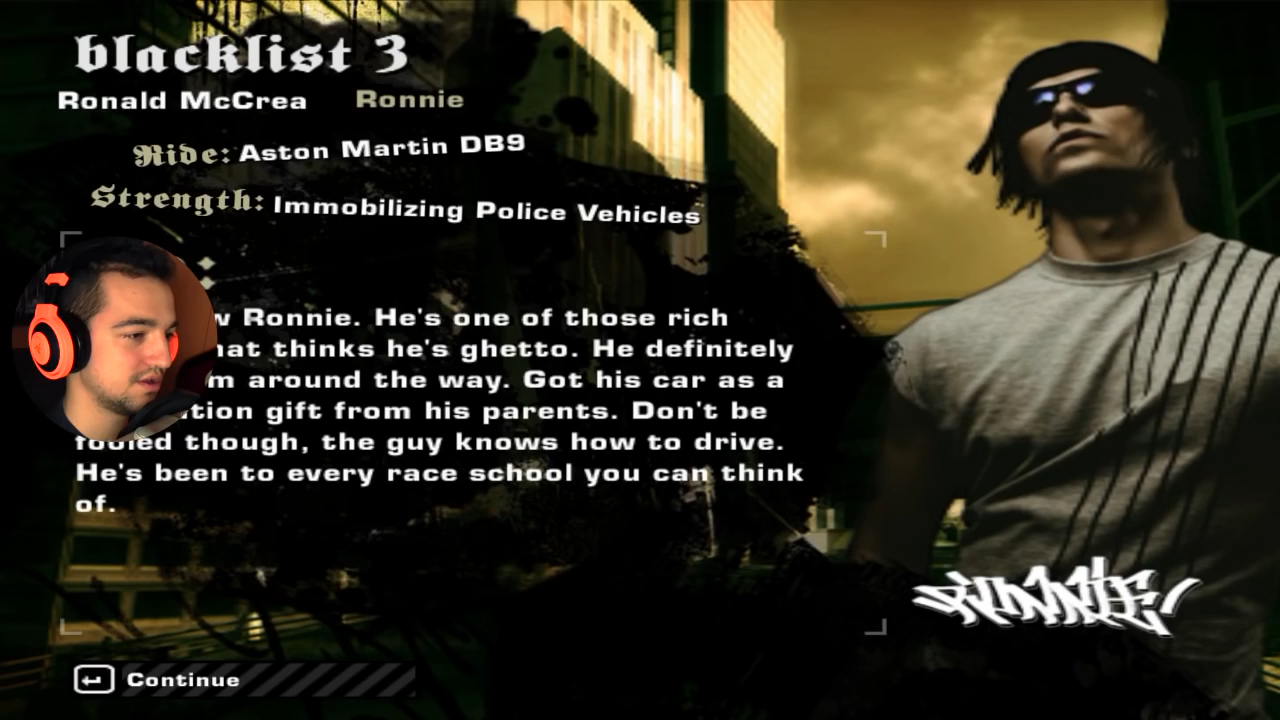 blacklist 3
Ronald McCrea Ronnie
Ride: Aston Martin DB9
Strength: Immobilizing Police Vehicles
Ronnie. He's one of those rich
thinks he's ghetto. He definitely
around the way. Got his car as a
gift from his parents. Don't be
fooled though, the guy knows how to drive.
He's been to every race school you can think
of.
RONNIE
Continue